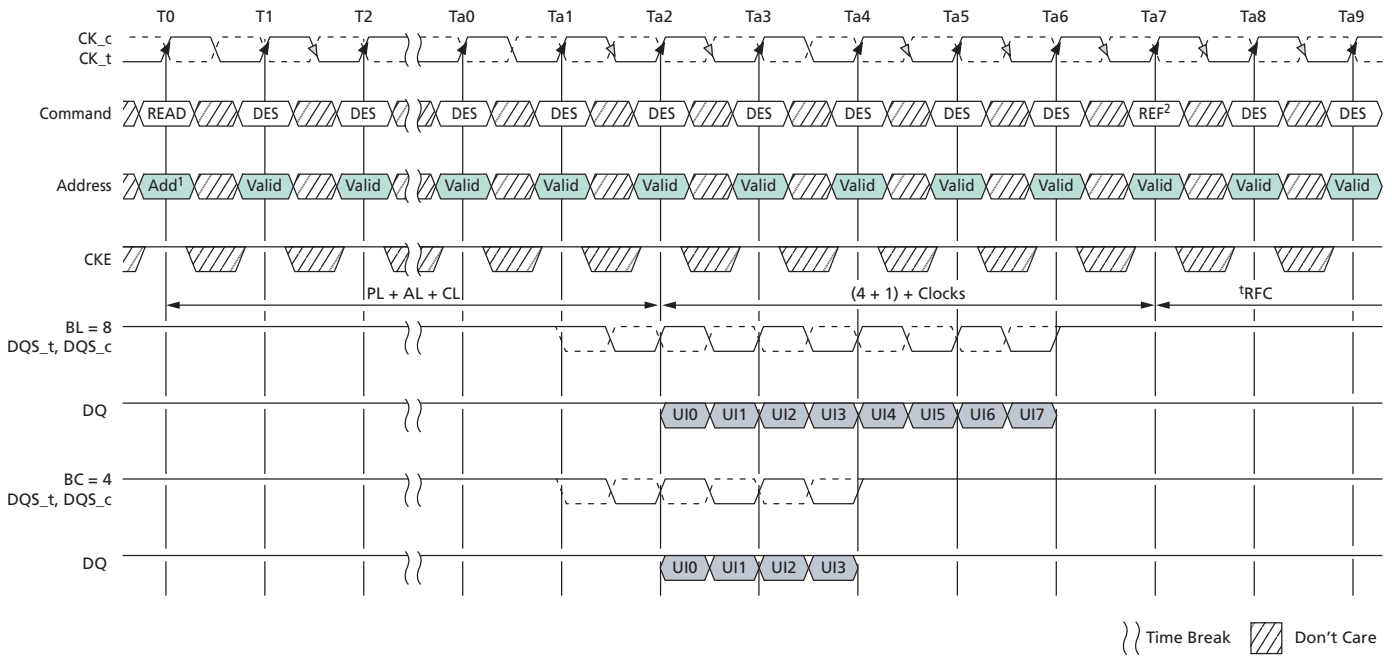 T0 T1 T2 Ta0 Ta1 Ta2 Ta3 Ta4 Ta5 Ta6 Ta7 Ta8 Ta9
CK_c
CK_t
Command READ DES DES DES DES DES DES DES DES DES REF² DES DES
Address Add¹ Valid Valid Valid Valid Valid Valid Valid Valid Valid Valid Valid Valid
CKE
PL + AL + CL (4 + 1) + Clocks ᵗRFC
BL = 8
DQS_t, DQS_c
DQ UI0 UI1 UI2 UI3 UI4 UI5 UI6 UI7
BC = 4
DQS_t, DQS_c
DQ UI0 UI1 UI2 UI3
Time Break Don't Care